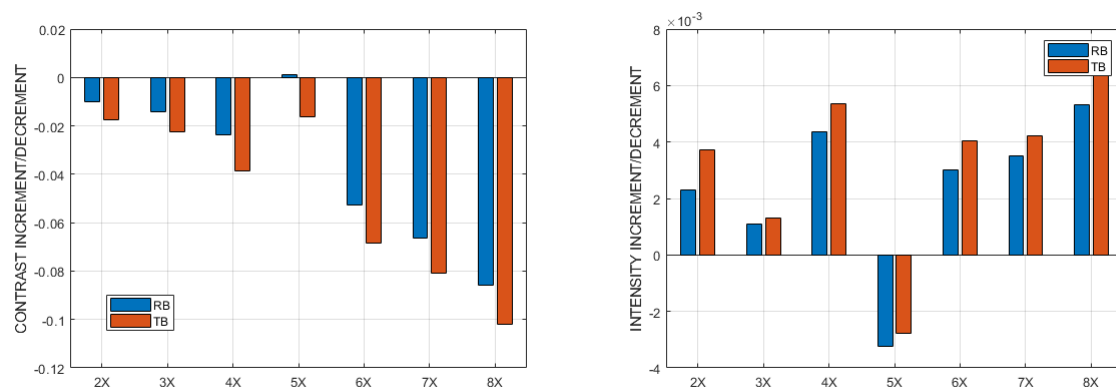 CONTRAST INCREMENT/DECREMENT
0.02
0
-0.02
-0.04
-0.06
-0.08
-0.1
-0.12
RB
TB
2X 3X 4X 5X 6X 7X 8X
INTENSITY INCREMENT/DECREMENT
×10⁻³
8
6
4
2
0
-2
-4
RB
TB
2X 3X 4X 5X 6X 7X 8X